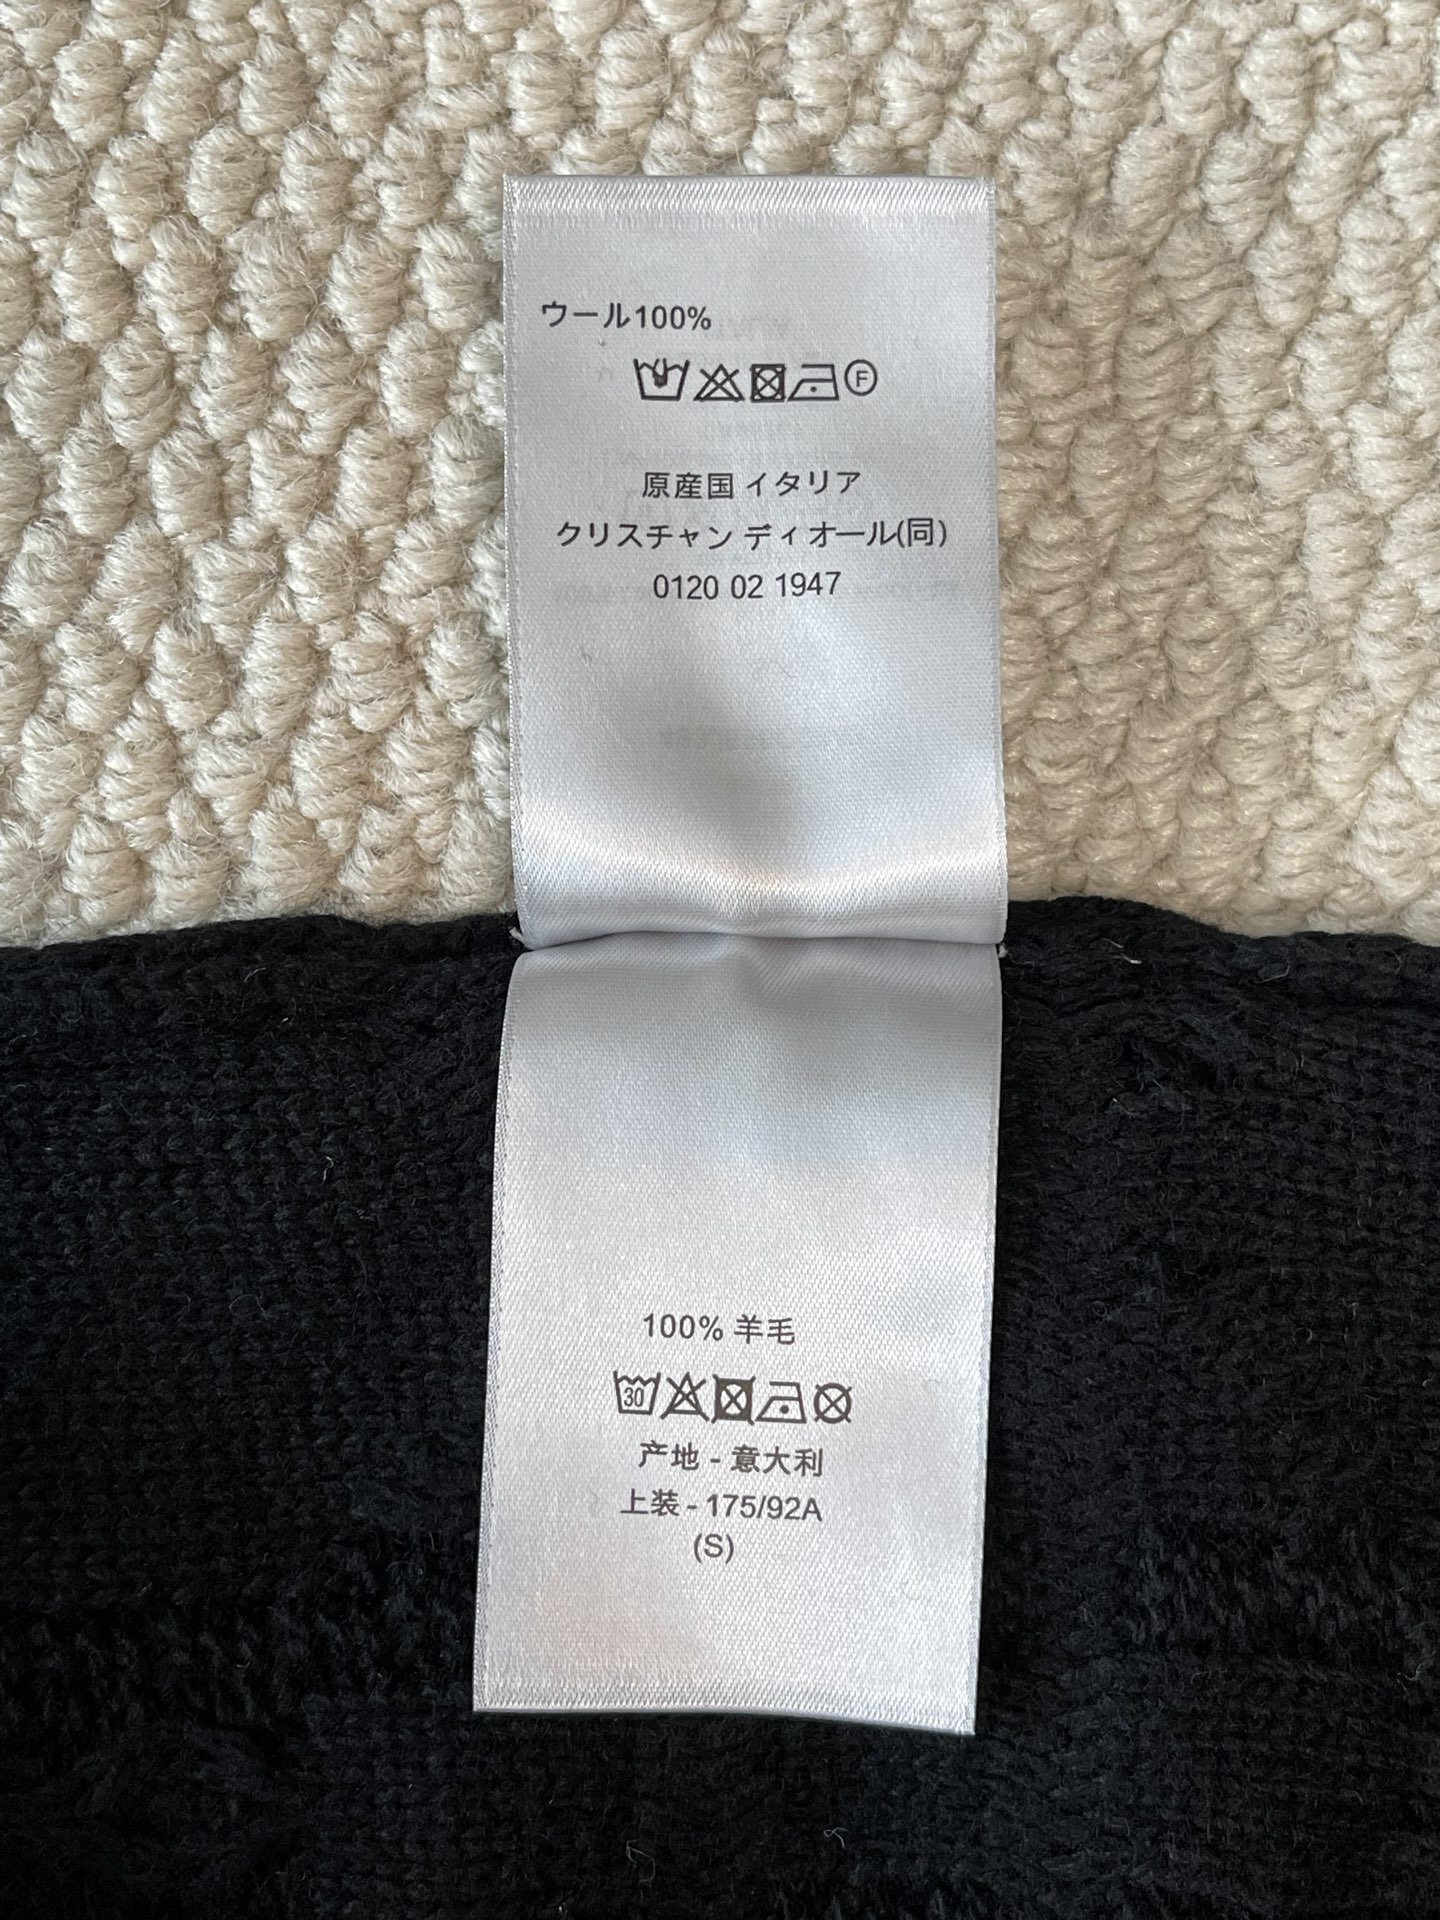 ウール100%
F
原産国 イタリア
クリスチャン ディオール(同)
0120 02 1947
100% 羊毛
30
产地 - 意大利
上装 - 175/92A
(S)